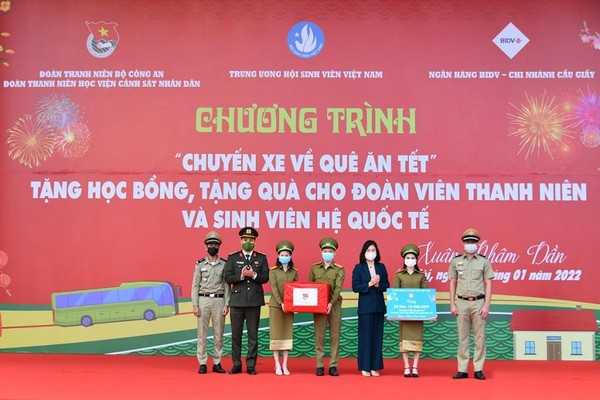 ĐOÀN THANH NIÊN BỘ CÔNG AN
ĐOÀN THANH NIÊN HỌC VIỆN CẢNH SÁT NHÂN DÂN
TRUNG ƯƠNG HỘI SINH VIÊN VIỆT NAM
BIDV
NGÂN HÀNG BIDV - CHI NHÁNH CẦU GIẤY
CHƯƠNG TRÌNH
"CHUYẾN XE VỀ QUÊ ĂN TẾT"
TẶNG HỌC BỔNG, TẶNG QUÀ CHO ĐOÀN VIÊN THANH NIÊN
VÀ SINH VIÊN HỆ QUỐC TẾ
Xuân Nhâm Dần
01 năm 2022